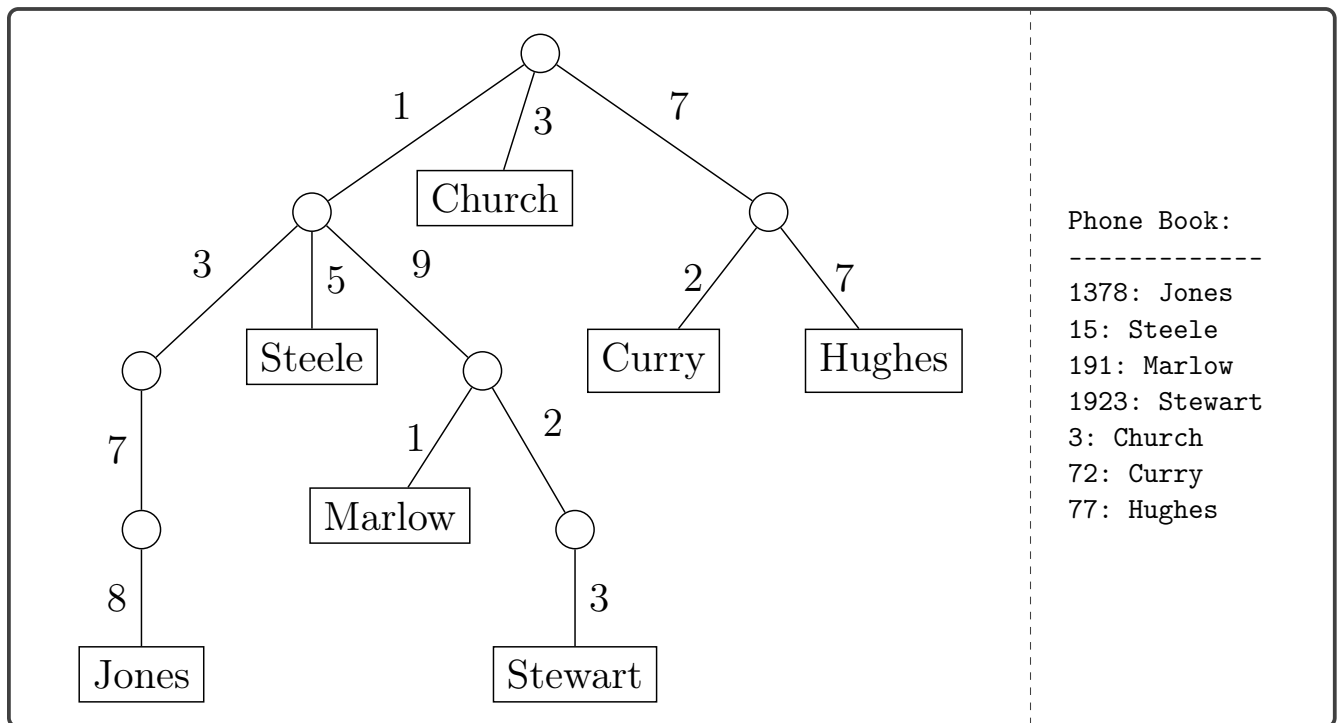 1
3
7
Church
3
5
9
2
7
Steele
Curry
Hughes
7
1
2
Marlow
8
3
Jones
Stewart
Phone Book:
-------------
1378: Jones
15: Steele
191: Marlow
1923: Stewart
3: Church
72: Curry
77: Hughes